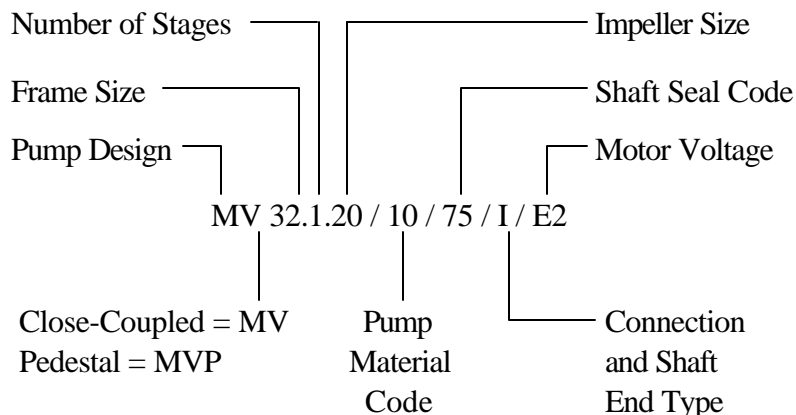 Number of Stages Impeller Size
Frame Size Shaft Seal Code
Pump Design Motor Voltage
MV 32.1.20 / 10 / 75 / I / E2
Close-Coupled = MV Pump Connection
Pedestal = MVP Material and Shaft
Code End Type